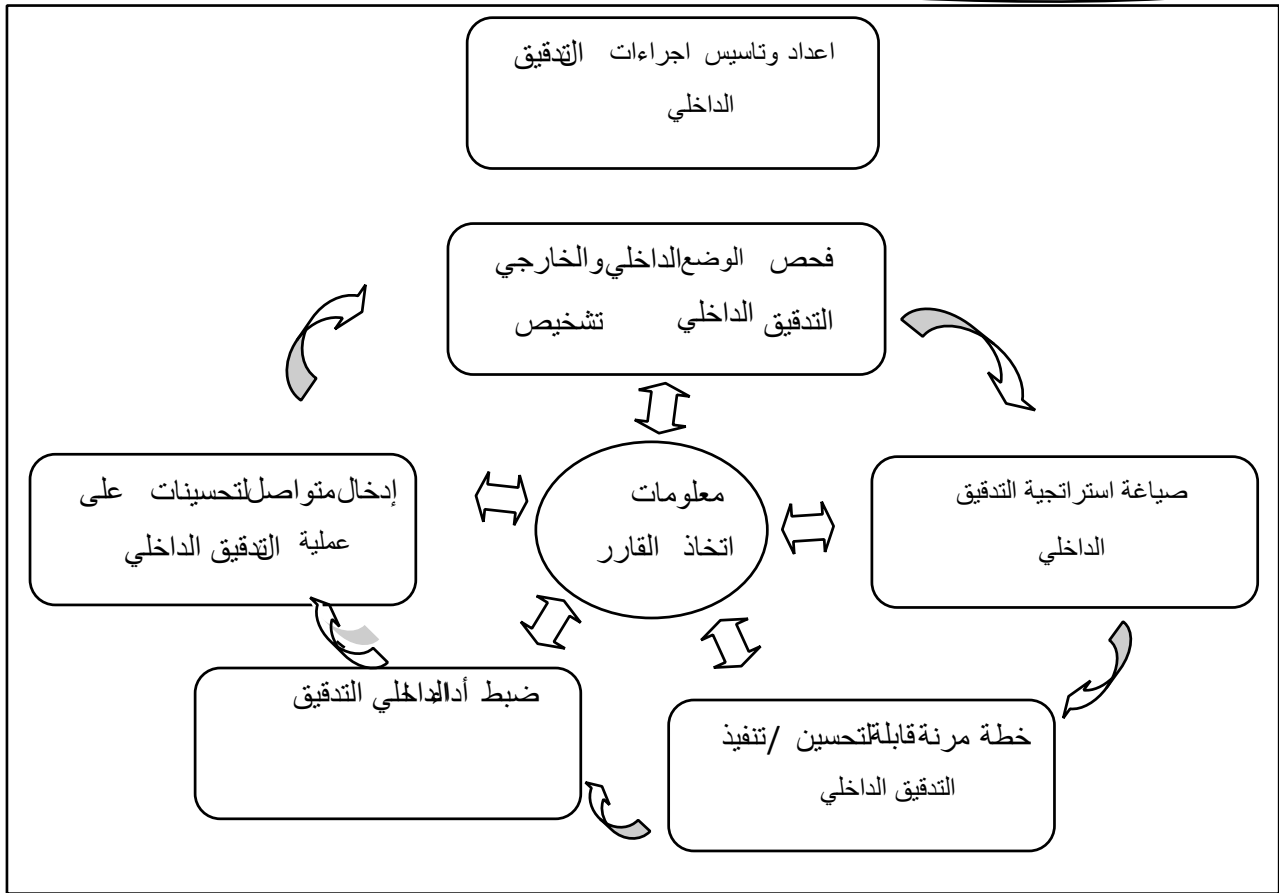 اعداد وتاسيس اجراءات التدقيق
الداخلي
فحص الوضع الداخلي والخارجي
تشخيص التدقيق الداخلي
صياغة استراتجية التدقيق
الداخلي
إدخال متواصل لتحسينات على
عملية التدقيق الداخلي
معلومات
اتخاذ القارر
ضبط أداء الداخلي التدقيق
خطة مرنة قابلة لتحسين /تنفيذ
التدقيق الداخلي